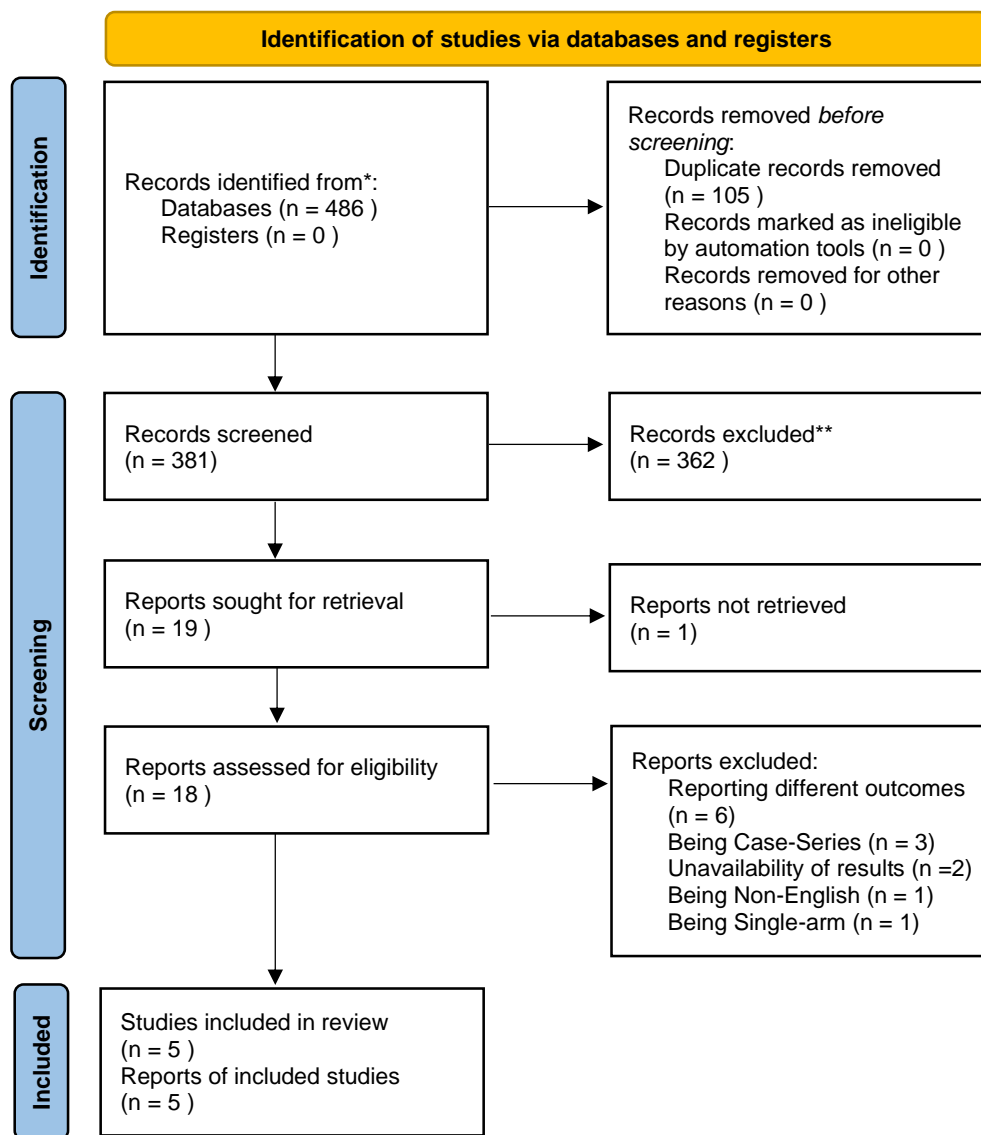 Identification of studies via databases and registers
Identification
Records identified from*:
Databases (n = 486 )
Registers (n = 0 )
Records removed before
screening:
Duplicate records removed
(n = 105 )
Records marked as ineligible
by automation tools (n = 0 )
Records removed for other
reasons (n = 0 )
Screening
Records screened
(n = 381)
Records excluded**
(n = 362 )
Reports sought for retrieval
(n = 19 )
Reports not retrieved
(n = 1)
Reports assessed for eligibility
(n = 18 )
Reports excluded:
Reporting different outcomes
(n = 6)
Being Case-Series (n = 3)
Unavailability of results (n =2)
Being Non-English (n = 1)
Being Single-arm (n = 1)
Included
Studies included in review
(n = 5 )
Reports of included studies
(n = 5 )